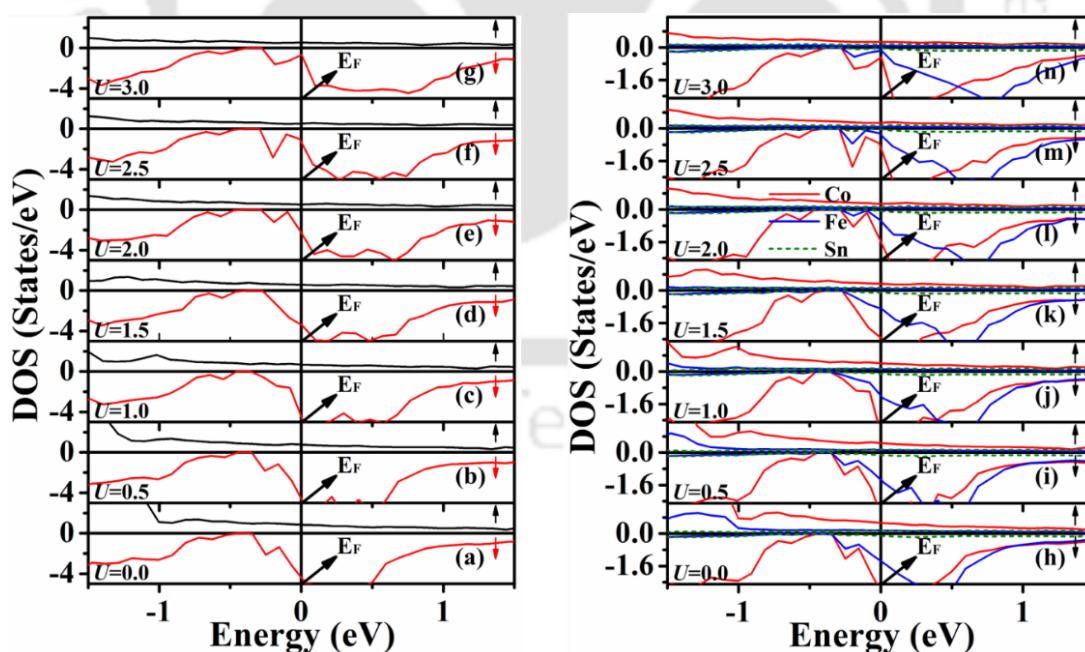 DOS (States/eV)
0
-4
U=3.0
E_F
(g)
0
-4
U=2.5
E_F
(f)
0
-4
U=2.0
E_F
(e)
0
-4
U=1.5
E_F
(d)
0
-4
U=1.0
E_F
(c)
0
-4
U=0.5
E_F
(b)
0
-4
U=0.0
E_F
(a)
-1 0 1
Energy (eV)
DOS (States/eV)
0.0
-1.6
U=3.0
E_F
(n)
0.0
-1.6
U=2.5
E_F
(m)
0.0
-1.6
U=2.0
Co
Fe
Sn
E_F
(l)
0.0
-1.6
U=1.5
E_F
(k)
0.0
-1.6
U=1.0
E_F
(j)
0.0
-1.6
U=0.5
E_F
(i)
0.0
-1.6
U=0.0
E_F
(h)
-1 0 1
Energy (eV)